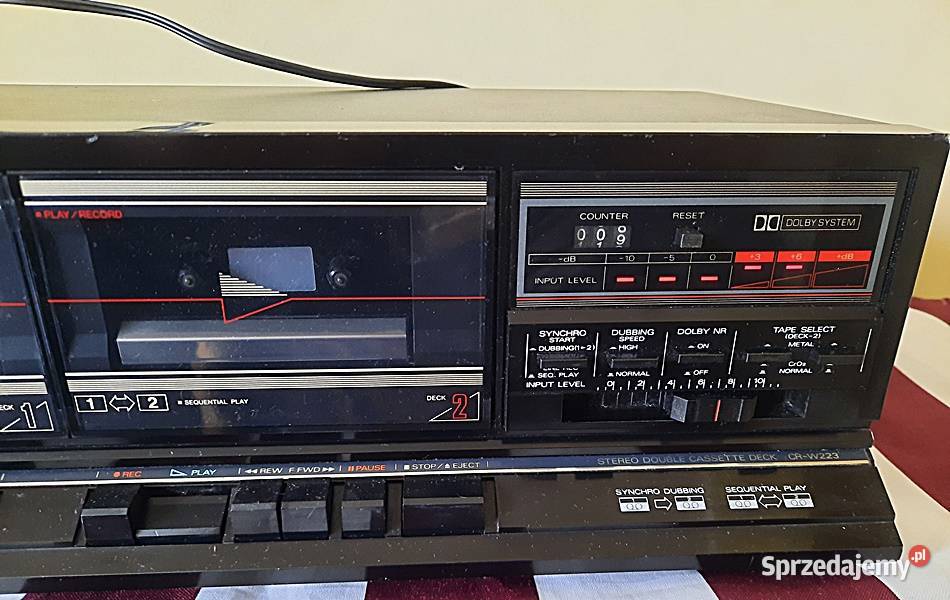 PLAY/RECORD
COUNTER
RESET
DOLBY SYSTEM
-dB -10 -5 0 +3 +6 +dB
INPUT LEVEL
SYNCHRO START
DUBBING SPEED
DOLBY NR
TAPE SELECT
(DECK-2)
DUBBING(1-2)
HIGH
ON
METAL
SEQ. PLAY
NORMAL
OFF
CrO2
NORMAL
INPUT LEVEL 0 2 4 6 8 10
DECK 1
1 2
SEQUENTIAL PLAY
DECK 2
REC PLAY REW F FWD PAUSE STOP/EJECT
STEREO DOUBLE CASSETTE DECK CR-W223
SYNCHRO DUBBING
SEQUENTIAL PLAY
Sprzedajemy.pl